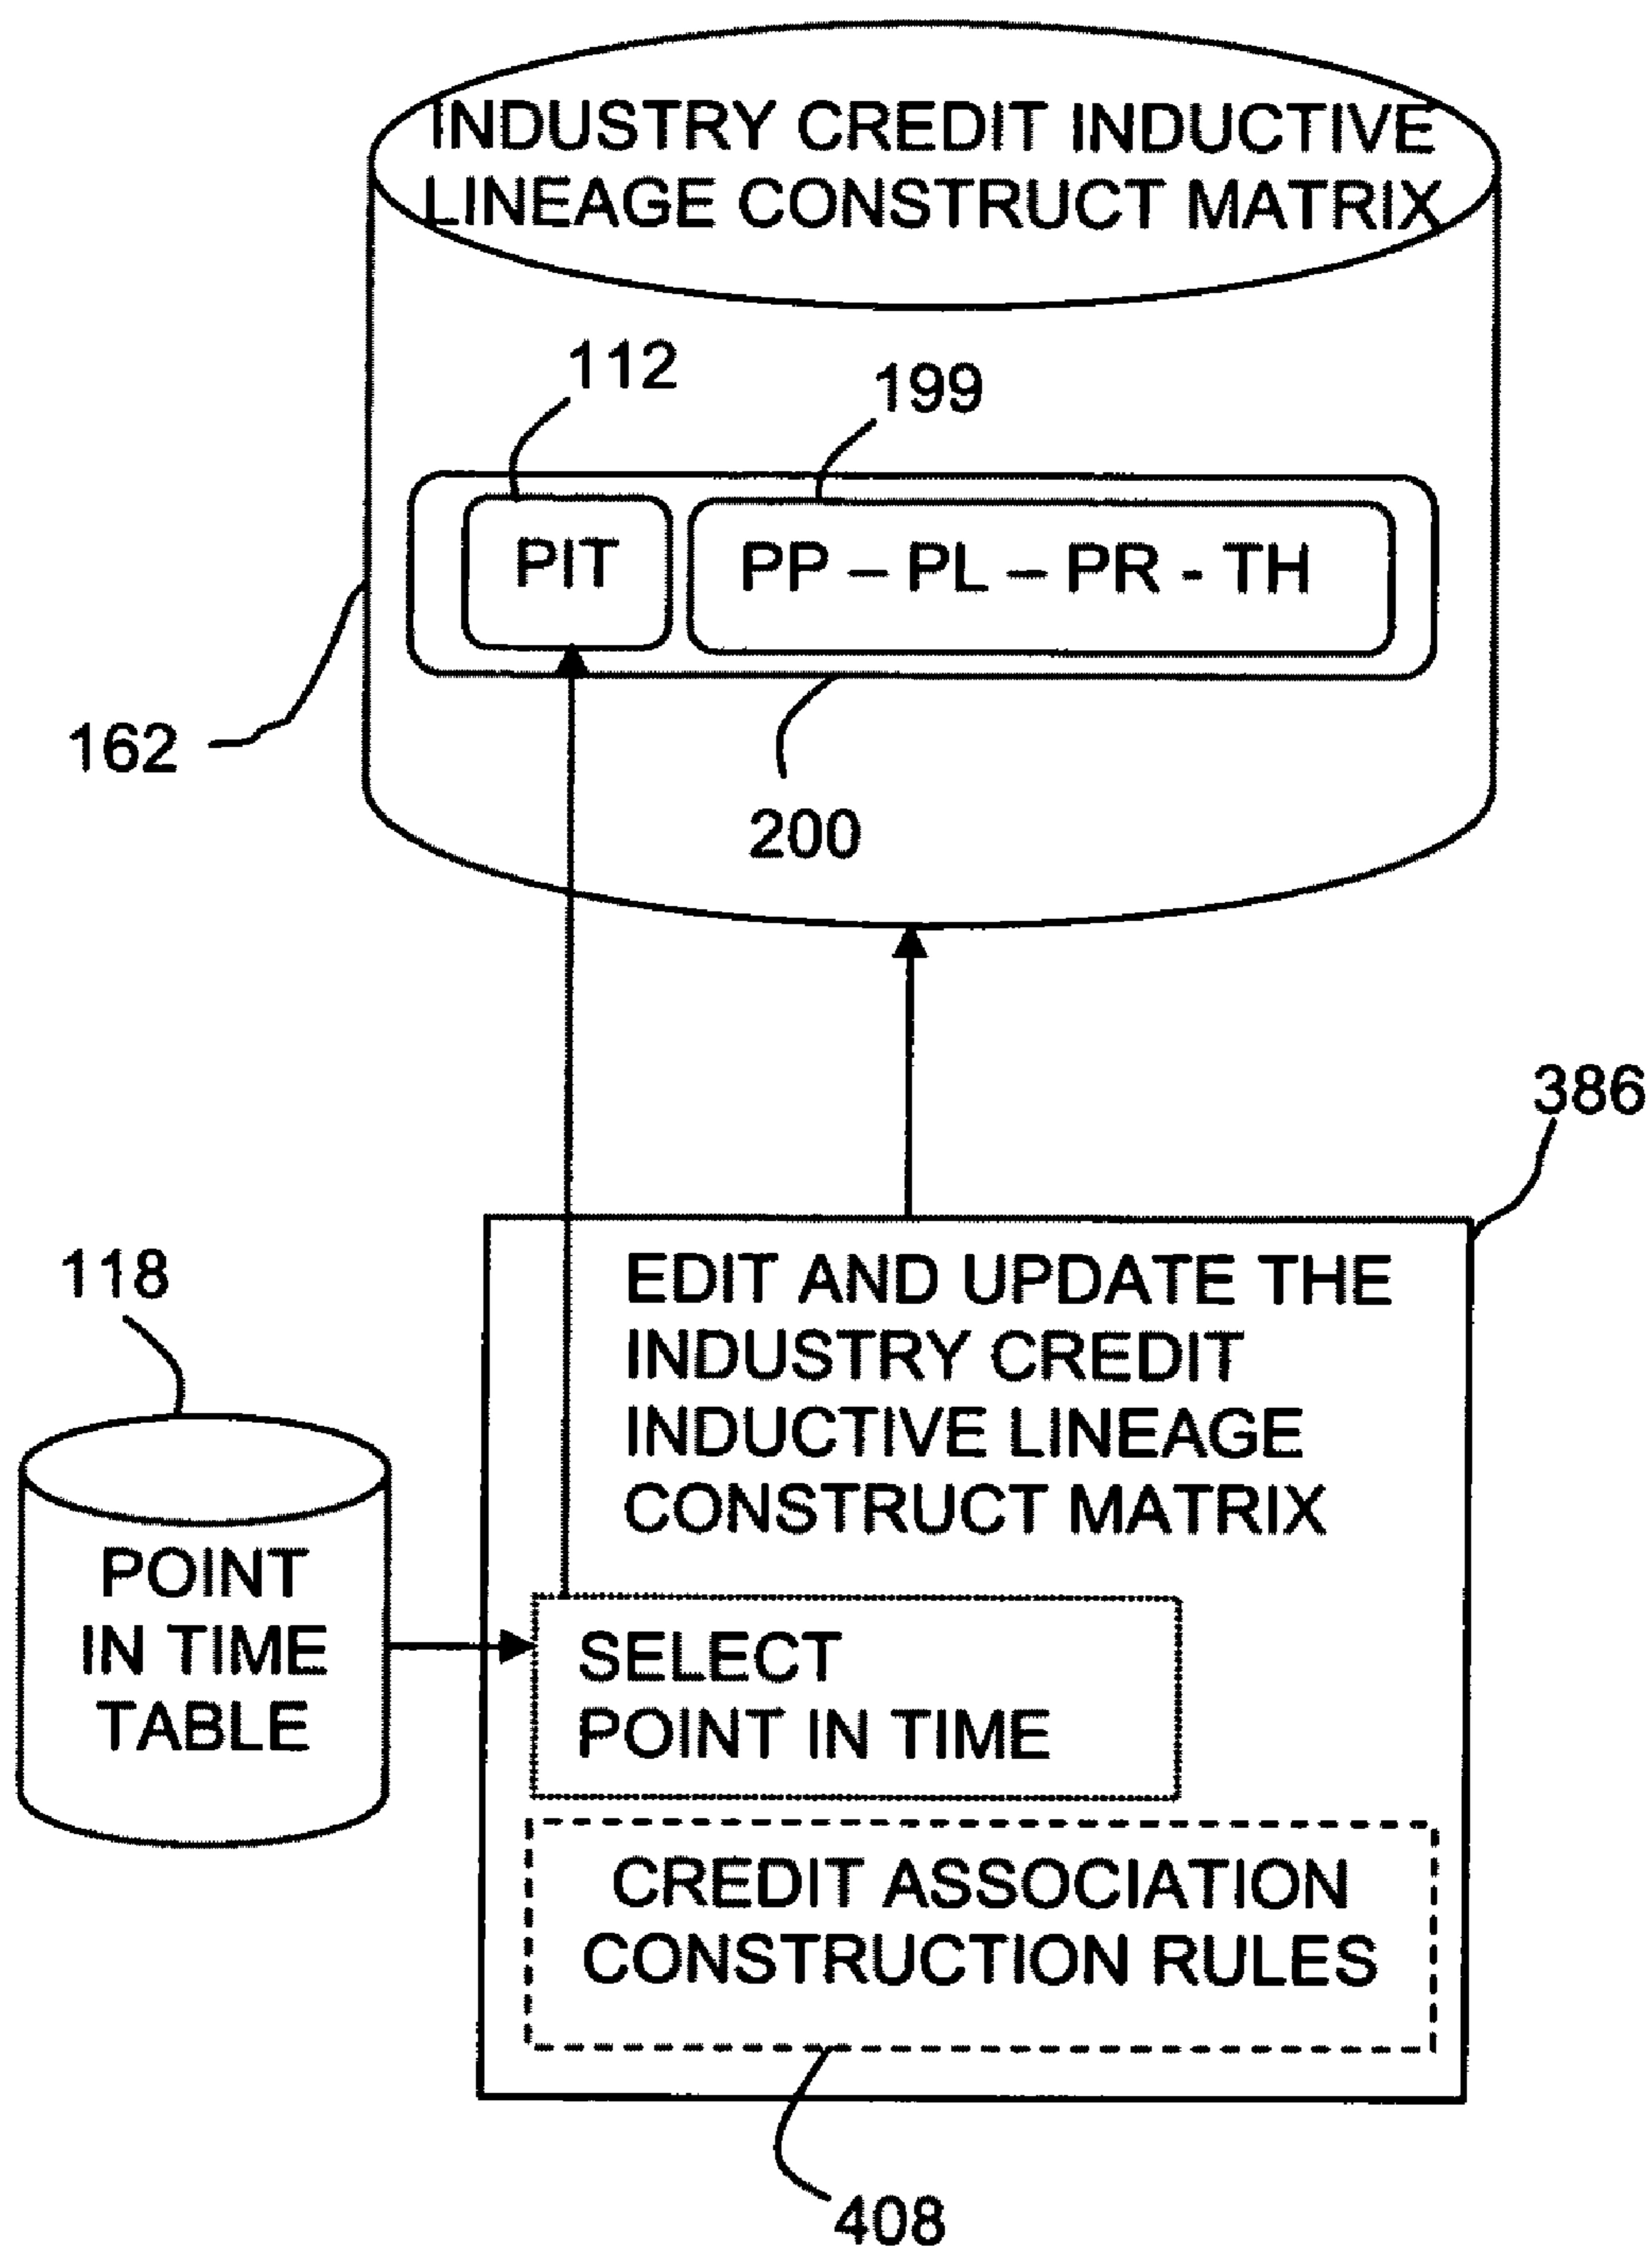 INDUSTRY CREDIT INDUCTIVE
LINEAGE CONSTRUCT MATRIX
112
199
PIT
PP – PL – PR - TH
162
200
386
118
EDIT AND UPDATE THE
INDUSTRY CREDIT
INDUCTIVE LINEAGE
CONSTRUCT MATRIX
POINT
IN TIME
TABLE
SELECT
POINT IN TIME
CREDIT ASSOCIATION
CONSTRUCTION RULES
408